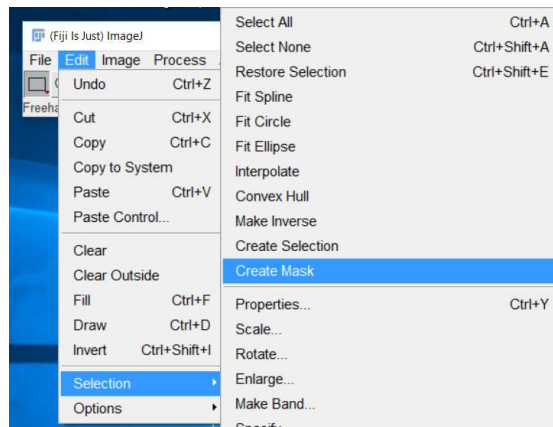 (Fiji Is Just) ImageJ
File Edit Image Process
Freeha
Undo Ctrl+Z
Cut Ctrl+X
Copy Ctrl+C
Copy to System
Paste Ctrl+V
Paste Control...
Clear
Clear Outside
Fill Ctrl+F
Draw Ctrl+D
Invert Ctrl+Shift+I
Selection
Options
Select All Ctrl+A
Select None Ctrl+Shift+A
Restore Selection Ctrl+Shift+E
Fit Spline
Fit Circle
Fit Ellipse
Interpolate
Convex Hull
Make Inverse
Create Selection
Create Mask
Properties... Ctrl+Y
Scale...
Rotate...
Enlarge...
Make Band...